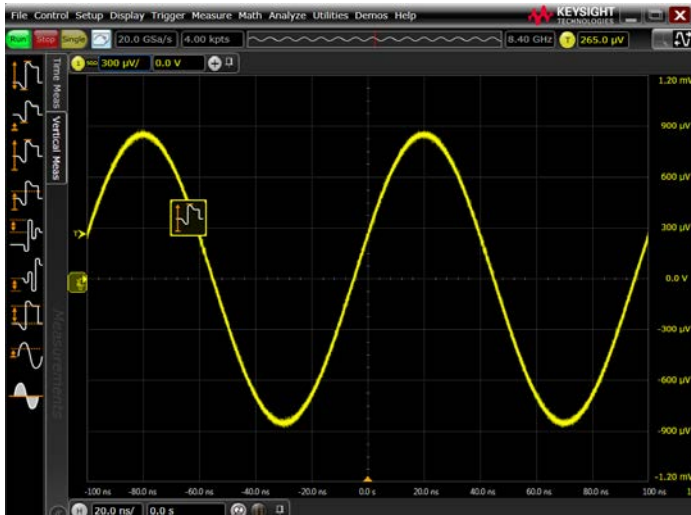 File Control Setup Display Trigger Measure Math Analyze Utilities Demos Help
KEYSIGHT
TECHNOLOGIES
Run Stop Single 20.0 GSa/s 4.00 kpts 8.40 GHz T 265.0 µV
1 50Ω 300 µV/ 0.0 V
Time Meas
Vertical Meas
Measurements
1.20 mV
900 µV
600 µV
300 µV
0.0 V
-300 µV
-600 µV
-900 µV
-1.20 mV
T
-100 ns -80.0 ns -60.0 ns -40.0 ns -20.0 ns 0.0 s 20.0 ns 40.0 ns 60.0 ns 80.0 ns 100 ns
H 20.0 ns/ 0.0 s